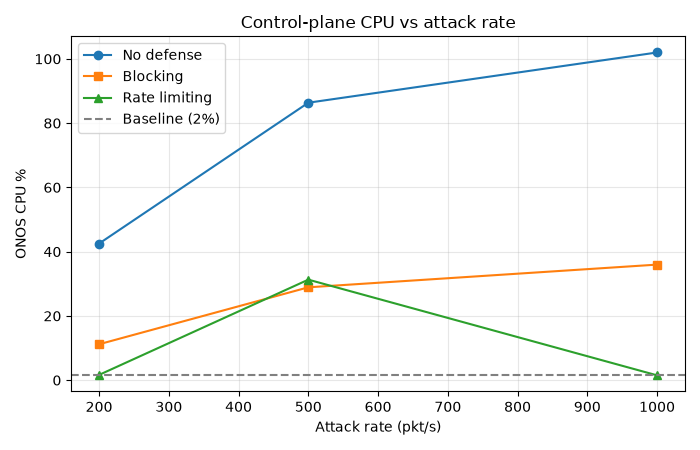 Control-plane CPU vs attack rate
No defense
Blocking
Rate limiting
Baseline (2%)
ONOS CPU %
100
80
60
40
20
0
200
300
400
500
600
700
800
900
1000
Attack rate (pkt/s)